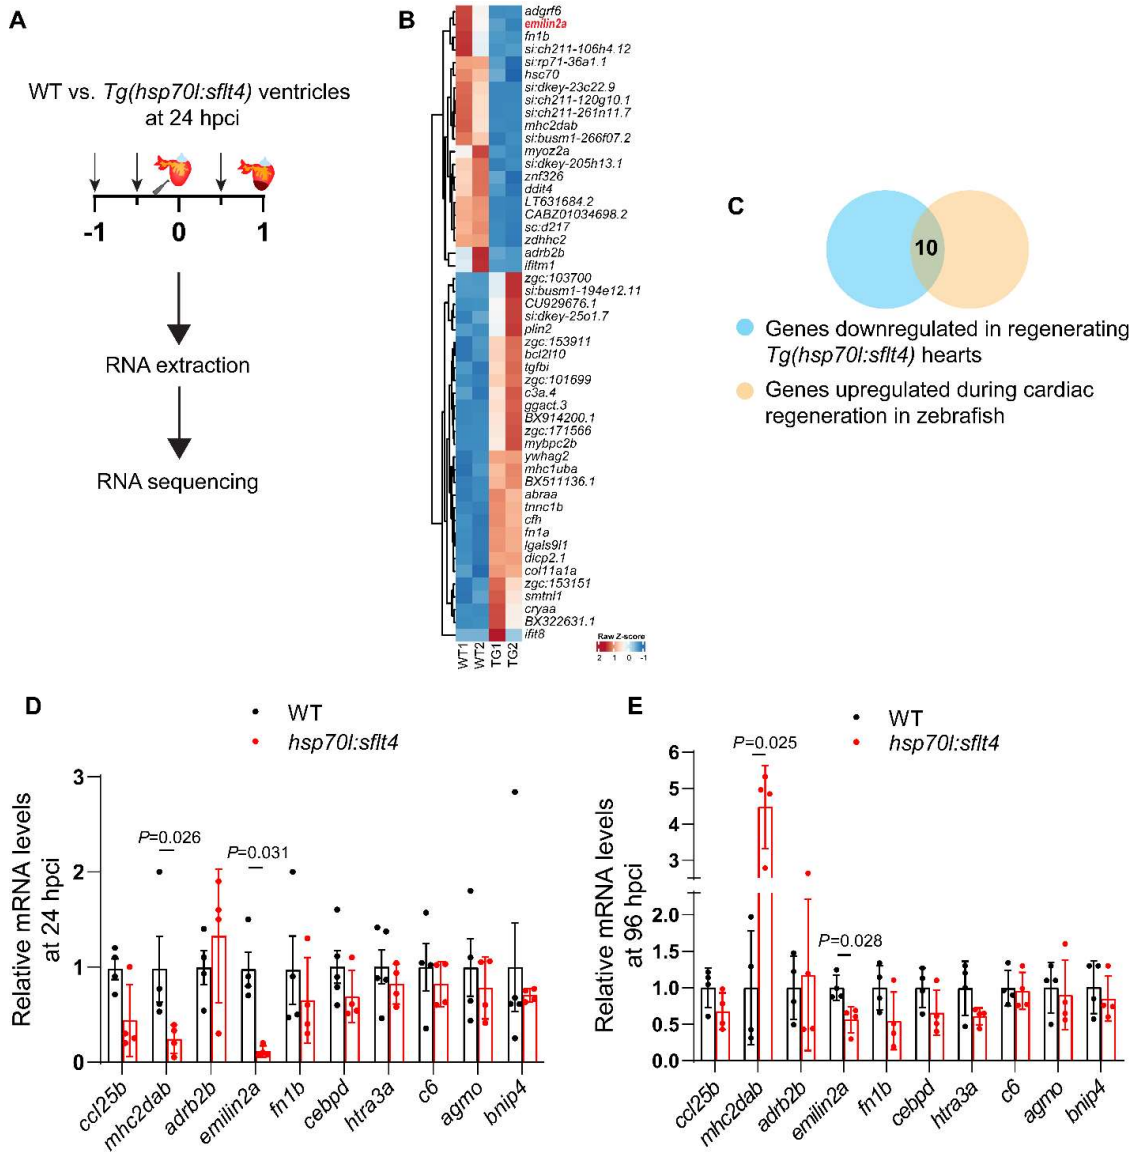 A
WT vs. Tg(hsp70l:sflt4) ventricles
at 24 hpci
-1
0
1
RNA extraction
RNA sequencing
B
adgrf6
emilin2a
fn1b
si:ch211-106h4.12
si:rp71-36a1.1
hsc70
si:dkey-23c22.9
si:ch211-120g10.1
si:ch211-261n11.7
mhc2dab
si:busm1-266f07.2
myoz2a
si:dkey-205h13.1
znf326
ddit4
LT631684.2
CABZ01034698.2
sc:d217
zdhhc2
adrb2b
ifitm1
zgc:103700
si:busm1-194e12.11
CU929676.1
si:dkey-25o1.7
plin2
zgc:153911
bcl2l10
tgfbi
zgc:101699
c3a.4
ggact.3
BX914200.1
zgc:171566
mybpc2b
ywhag2
mhc1uba
BX511136.1
abraa
tnnc1b
cfh
fn1a
lgals9l1
dicp2.1
col11a1a
zgc:153151
smtnl1
cryaa
BX322631.1
ifit8
WT1
WT2
TG1
TG2
Raw Z-score
2 1 0 -1
C
10
Genes downregulated in regenerating
Tg(hsp70l:sflt4) hearts
Genes upregulated during cardiac
regeneration in zebrafish
D
WT
hsp70l:sflt4
Relative mRNA levels
at 24 hpci
3
2
1
0
P=0.026
P=0.031
ccl25b
mhc2dab
adrb2b
emilin2a
fn1b
cebpd
htra3a
c6
agmo
bnip4
E
WT
hsp70l:sflt4
Relative mRNA levels
at 96 hpci
6
5
4
3
2.0
1.5
1.0
0.5
0.0
P=0.025
P=0.028
ccl25b
mhc2dab
adrb2b
emilin2a
fn1b
cebpd
htra3a
c6
agmo
bnip4